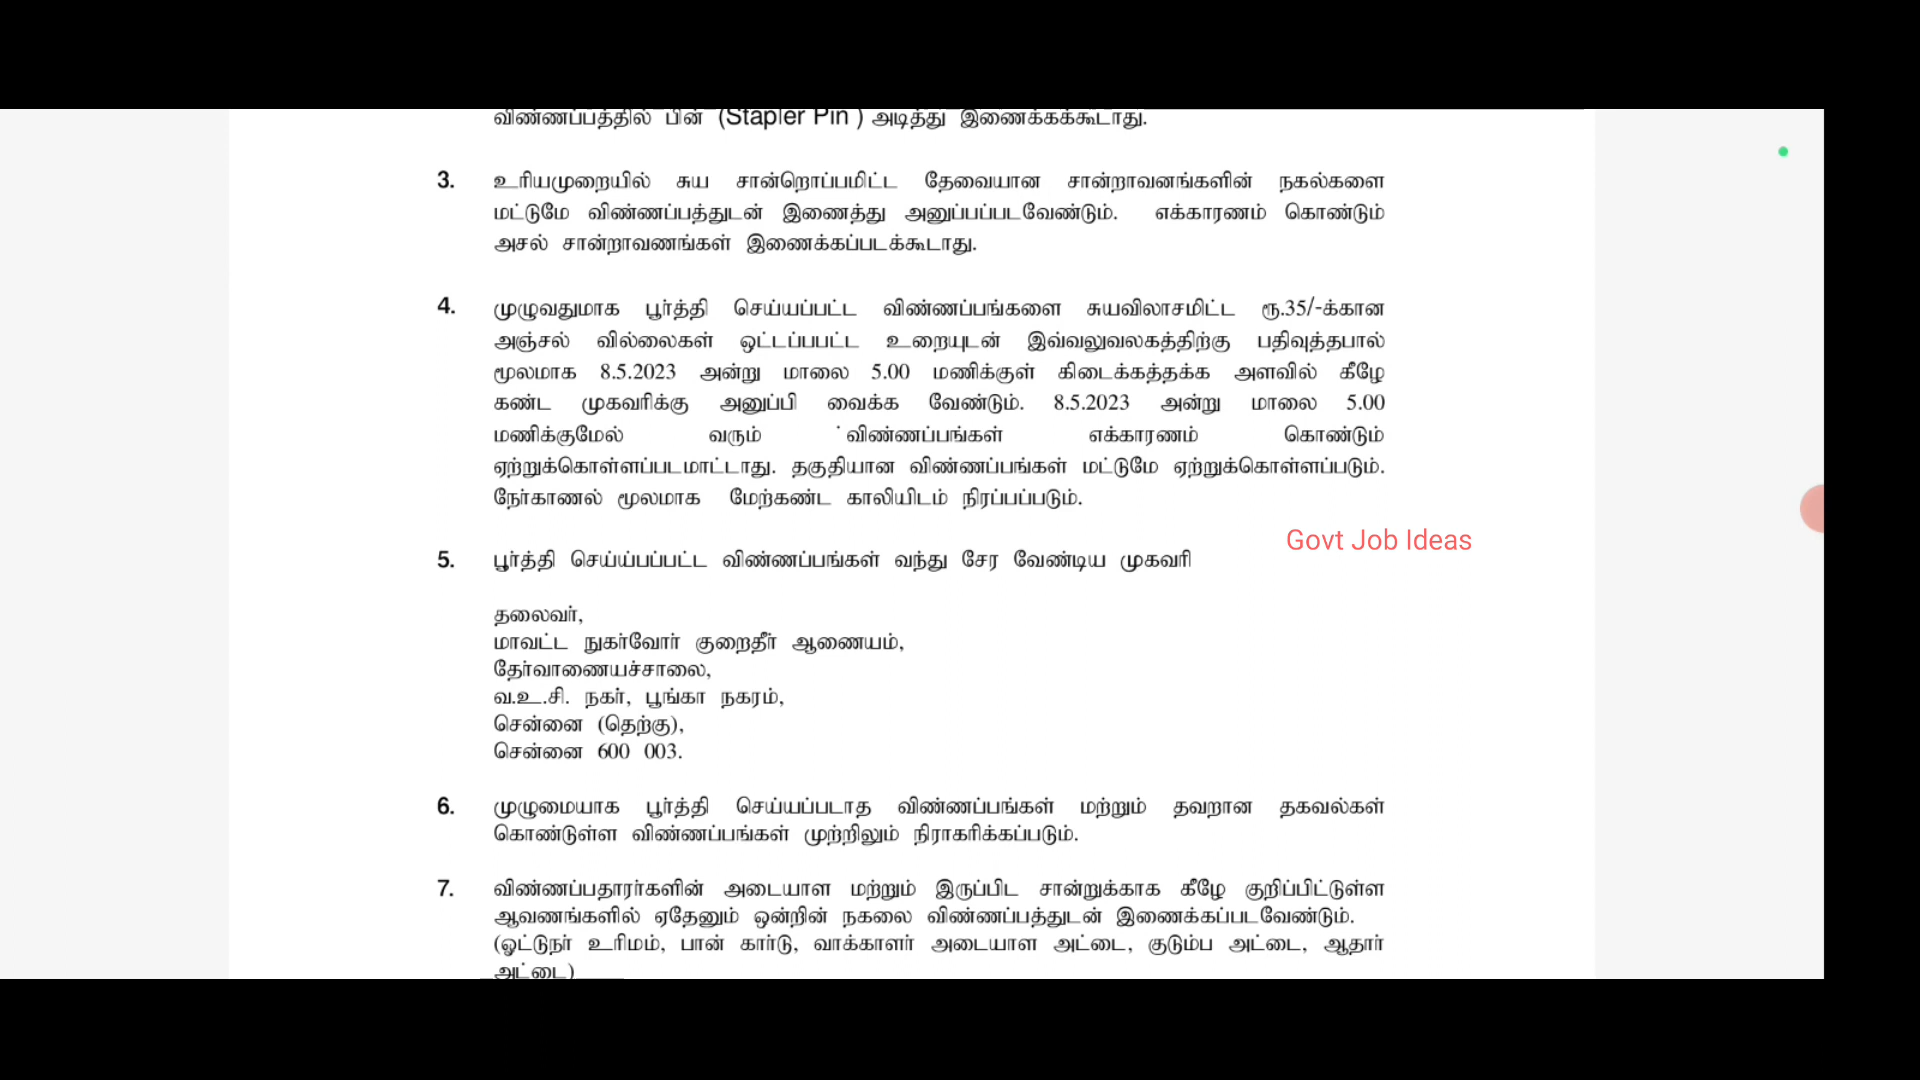 விண்ணப்பத்தில் பின் (Stapler Pin ) அடித்து இணைக்கக்கூடாது.
3. உரியமுறையில் சுய சான்றொப்பமிட்ட தேவையான சான்றாவனங்களின் நகல்களை
மட்டுமே விண்ணப்பத்துடன் இணைத்து அனுப்பப்படவேண்டும். எக்காரணம் கொண்டும்
அசல் சான்றாவணங்கள் இணைக்கப்படக்கூடாது.
4. முழுவதுமாக பூர்த்தி செய்யப்பட்ட விண்ணப்பங்களை சுயவிலாசமிட்ட ரூ.35/-க்கான
அஞ்சல் வில்லைகள் ஒட்டப்பபட்ட உறையுடன் இவ்வலுவலகத்திற்கு பதிவுத்தபால்
மூலமாக 8.5.2023 அன்று மாலை 5.00 மணிக்குள் கிடைக்கத்தக்க அளவில் கீழே
கண்ட முகவரிக்கு அனுப்பி வைக்க வேண்டும். 8.5.2023 அன்று மாலை 5.00
மணிக்குமேல் வரும் விண்ணப்பங்கள் எக்காரணம் கொண்டும்
ஏற்றுக்கொள்ளப்படமாட்டாது. தகுதியான விண்ணப்பங்கள் மட்டுமே ஏற்றுக்கொள்ளப்படும்.
நேர்காணல் மூலமாக மேற்கண்ட காலியிடம் நிரப்பப்படும்.
Govt Job Ideas
5. பூர்த்தி செய்ய்பப்பட்ட விண்ணப்பங்கள் வந்து சேர வேண்டிய முகவரி
தலைவர்,
மாவட்ட நுகர்வோர் குறைதீர் ஆணையம்,
தேர்வாணையச்சாலை,
வ.உ.சி. நகர், பூங்கா நகரம்,
சென்னை (தெற்கு),
சென்னை 600 003.
6. முழுமையாக பூர்த்தி செய்யப்படாத விண்ணப்பங்கள் மற்றும் தவறான தகவல்கள்
கொண்டுள்ள விண்ணப்பங்கள் முற்றிலும் நிராகரிக்கப்படும்.
7. விண்ணப்பதாரர்களின் அடையாள மற்றும் இருப்பிட சான்றுக்காக கீழே குறிப்பிட்டுள்ள
ஆவணங்களில் ஏதேனும் ஒன்றின் நகலை விண்ணப்பத்துடன் இணைக்கப்படவேண்டும்.
(ஓட்டுநர் உரிமம், பான் கார்டு, வாக்காளர் அடையாள அட்டை, குடும்ப அட்டை, ஆதார்
அட்டை)